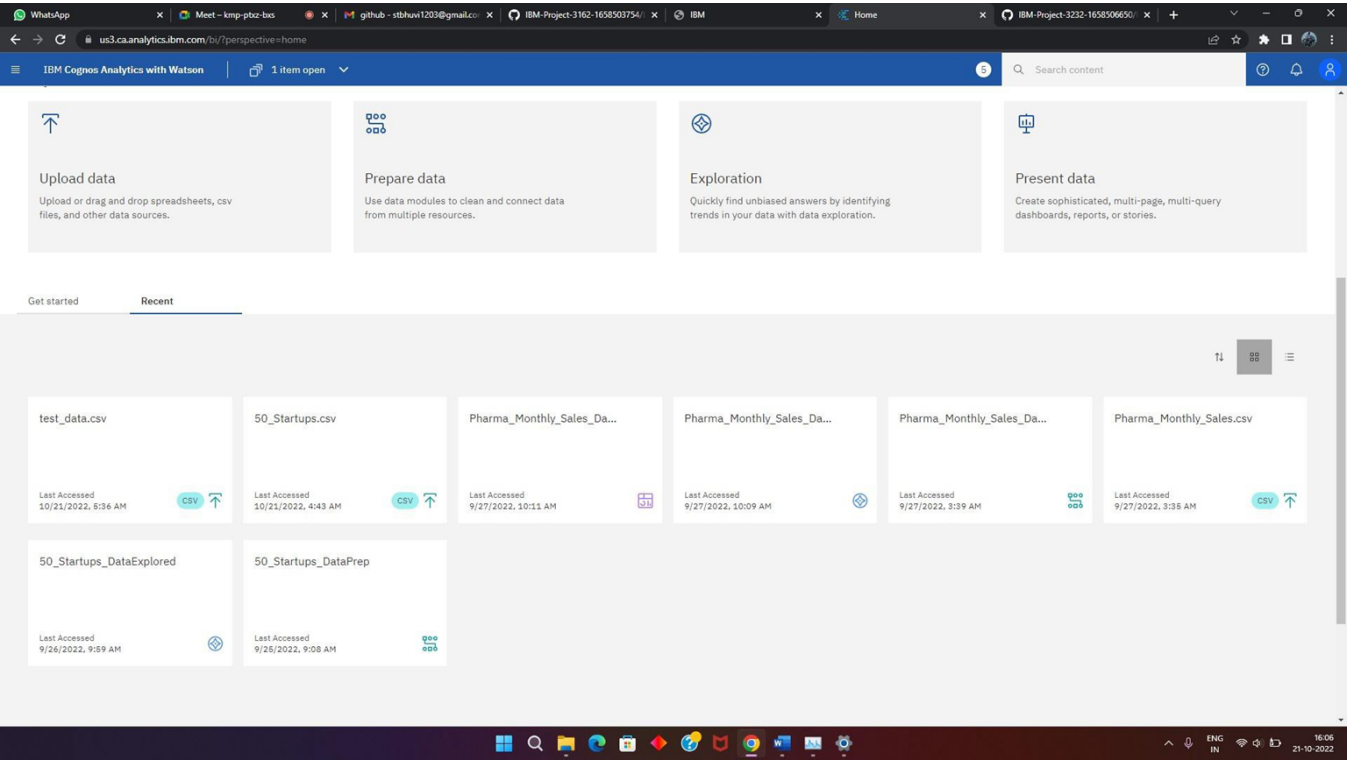 WhatsApp
Meet – kmp-ptxz-bxs
github - stbhuvi1203@gmail.co
IBM-Project-3162-1658503754/
IBM
Home
IBM-Project-3232-1658506650/
us3.ca.analytics.ibm.com/bi/?perspective=home
IBM Cognos Analytics with Watson
1 item open
5
Search content
Upload data
Upload or drag and drop spreadsheets, csv
files, and other data sources.
Prepare data
Use data modules to clean and connect data
from multiple resources.
Exploration
Quickly find unbiased answers by identifying
trends in your data with data exploration.
Present data
Create sophisticated, multi-page, multi-query
dashboards, reports, or stories.
Get started
Recent
test_data.csv
Last Accessed
10/21/2022, 5:36 AM
CSV
50_Startups.csv
Last Accessed
10/21/2022, 4:43 AM
CSV
Pharma_Monthly_Sales_Da...
Last Accessed
9/27/2022, 10:11 AM
Pharma_Monthly_Sales_Da...
Last Accessed
9/27/2022, 10:09 AM
Pharma_Monthly_Sales_Da...
Last Accessed
9/27/2022, 3:39 AM
Pharma_Monthly_Sales.csv
Last Accessed
9/27/2022, 3:35 AM
CSV
50_Startups_DataExplored
Last Accessed
9/26/2022, 9:59 AM
50_Startups_DataPrep
Last Accessed
9/25/2022, 9:08 AM
ENG
IN
16:06
21-10-2022